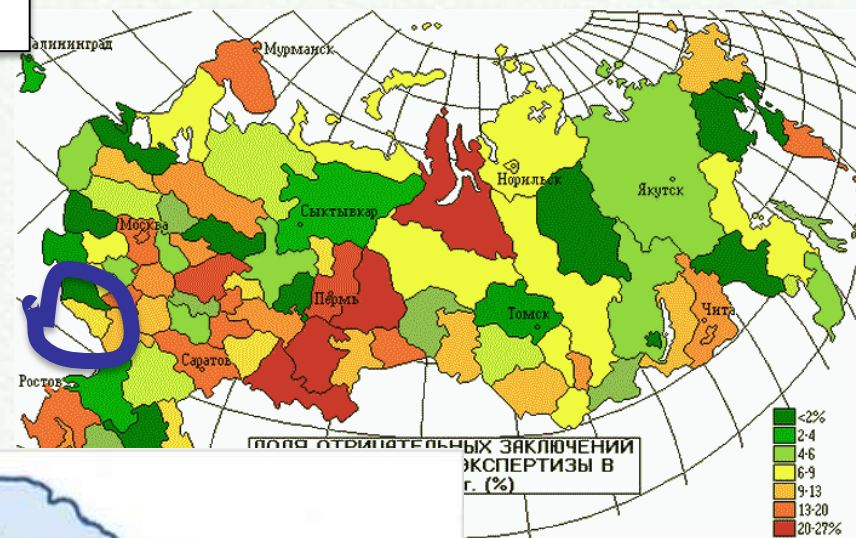 алининград
Мурманск
Норильск
Якутск
Сыктывкар
Москва
Пермь
Томск
Чита
Саратов
Ростов
ДОЛЯ ОТРИЦАТЕЛЬНЫХ ЗАКЛЮЧЕНИЙ
ЭКСПЕРТИЗЫ В
г. (%)
<2%
2-4
4-6
6-9
9-13
13-20
20-27%